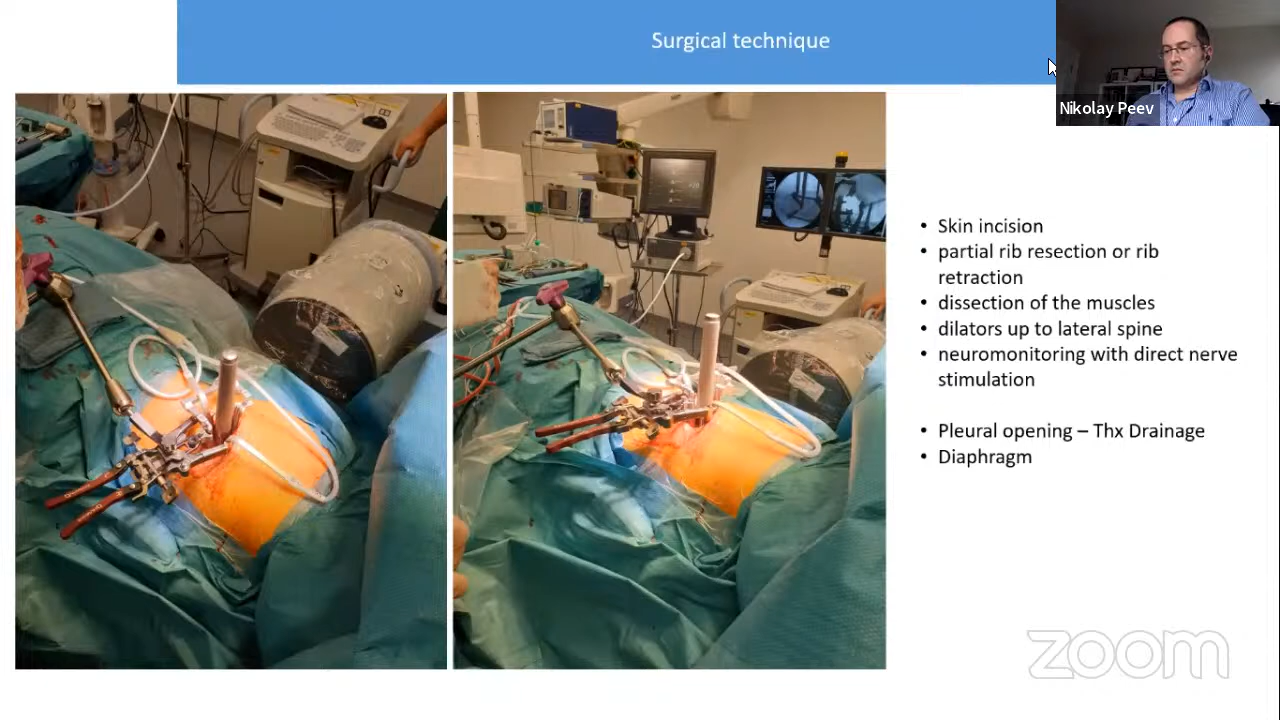 Surgical technique
Nikolay Peev
• Skin incision
• partial rib resection or rib
retraction
• dissection of the muscles
• dilators up to lateral spine
• neuromonitoring with direct nerve
stimulation
• Pleural opening – Thx Drainage
• Diaphragm
zoom